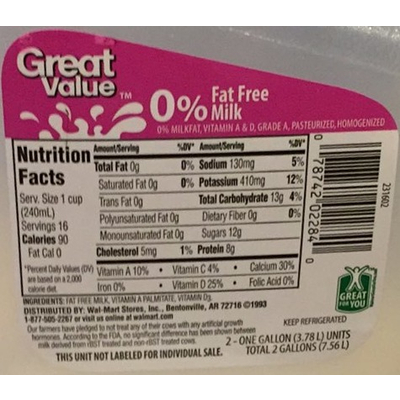 Great
Value ™
0% Fat Free
Milk
0% MILKFAT, VITAMIN A & D, GRADE A, PASTEURIZED, HOMOGENIZED
Nutrition
Facts
Serv. Size 1 cup
(240mL)
Servings 16
Calories 90
Fat Cal 0
*Percent Daily Values (DV)
are based on a 2,000
calorie diet.
Amount/Serving %DV*
Total Fat 0g 0%
Saturated Fat 0g 0%
Trans Fat 0g
Polyunsaturated Fat 0g
Monounsaturated Fat 0g
Cholesterol 5mg 1%
Amount/Serving %DV*
Sodium 130mg 5%
Potassium 410mg 12%
Total Carbohydrate 13g 4%
Dietary Fiber 0g 0%
Sugars 12g
Protein 8g
Vitamin A 10% • Vitamin C 4% • Calcium 30%
Iron 0% • Vitamin D 25% • Folic Acid 0%
INGREDIENTS: FAT FREE MILK, VITAMIN A PALMITATE, VITAMIN D3.
DISTRIBUTED BY: Wal-Mart Stores, Inc., Bentonville, AR 72716 ©1993
1-877-505-2267 or visit us online at walmart.com
Our farmers have pledged to not treat any of their cows with any artificial growth
hormones. According to the FDA, no significant difference has been shown between
milk derived from rBST treated and non-rBST treated cows.
THIS UNIT NOT LABELED FOR INDIVIDUAL SALE.
0 78742 02284 0
231602
GREAT
FOR YOU
KEEP REFRIGERATED
2 - ONE GALLON (3.78 L) UNITS
TOTAL 2 GALLONS (7.56 L)